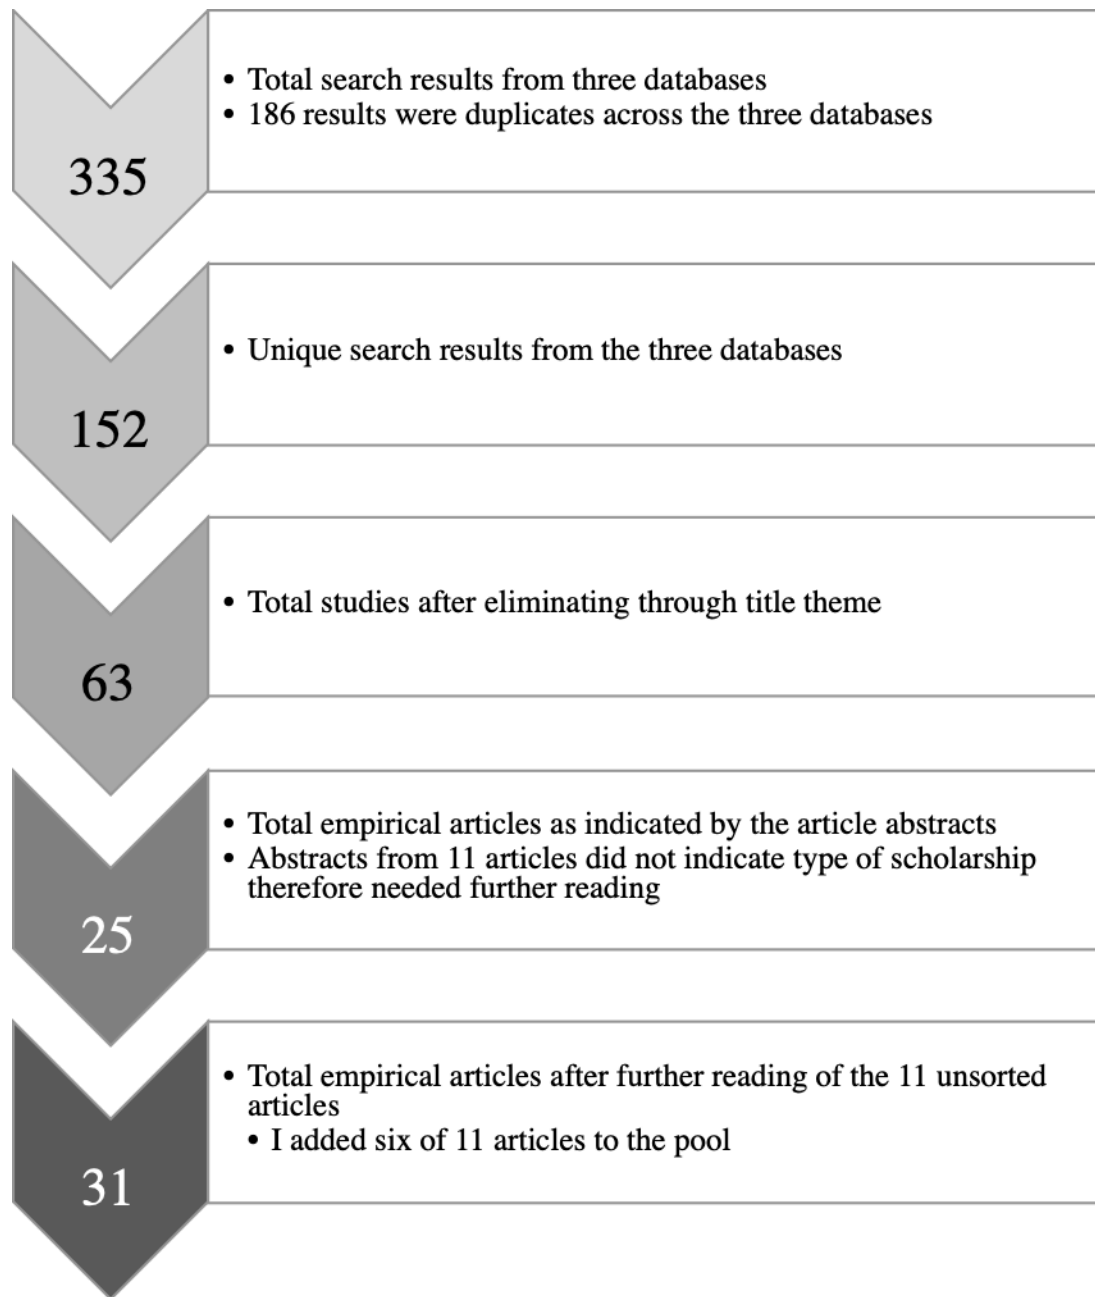 • Total search results from three databases
• 186 results were duplicates across the three databases
335
• Unique search results from the three databases
152
• Total studies after eliminating through title theme
63
• Total empirical articles as indicated by the article abstracts
• Abstracts from 11 articles did not indicate type of scholarship
therefore needed further reading
25
• Total empirical articles after further reading of the 11 unsorted
articles
• I added six of 11 articles to the pool
31